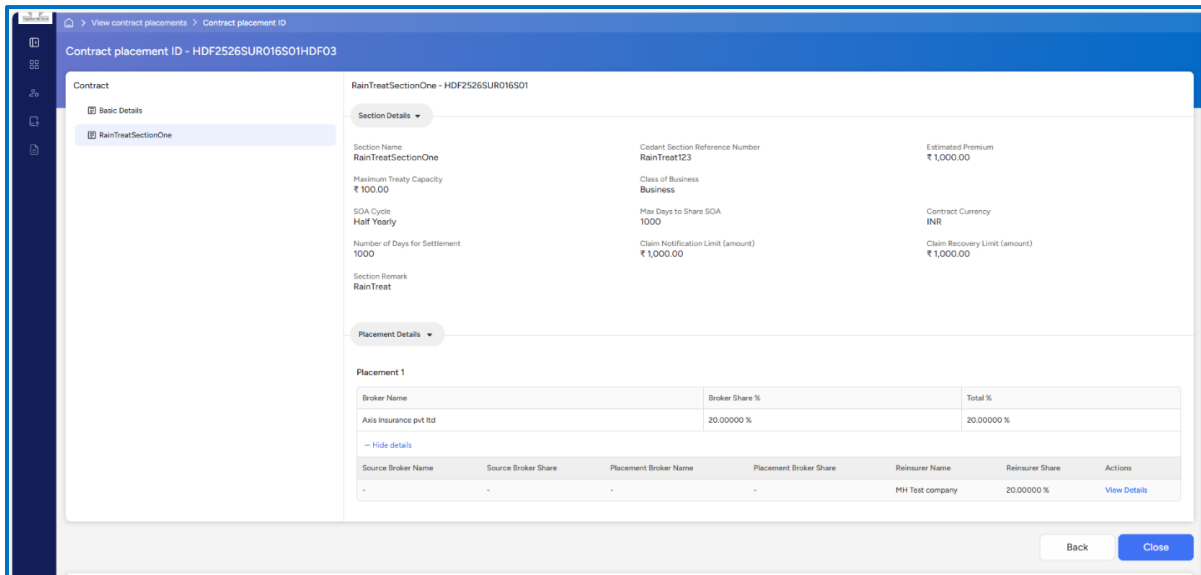 View contract placements > Contract placement ID
Contract placement ID - HDF2526SUR016S01HDF03
Contract
Basic Details
RainTreatSectionOne
RainTreatSectionOne - HDF2526SUR016S01
Section Details
Section Name Cedant Section Reference Number Estimated Premium
RainTreatSectionOne RainTreat123 ₹ 1,000.00
Maximum Treaty Capacity Class of Business
₹ 100.00 Business
SOA Cycle Max Days to Share SOA Contract Currency
Half Yearly 1000 INR
Number of Days for Settlement Claim Notification Limit (amount) Claim Recovery Limit (amount)
1000 ₹ 1,000.00 ₹ 1,000.00
Section Remark
RainTreat
Placement Details
Placement 1
Broker Name Broker Share % Total %
Axis Insurance pvt ltd 20.00000 % 20.00000 %
— Hide details
Source Broker Name Source Broker Share Placement Broker Name Placement Broker Share Reinsurer Name Reinsurer Share Actions
- - - - MH Test company 20.00000 % View Details
Back Close